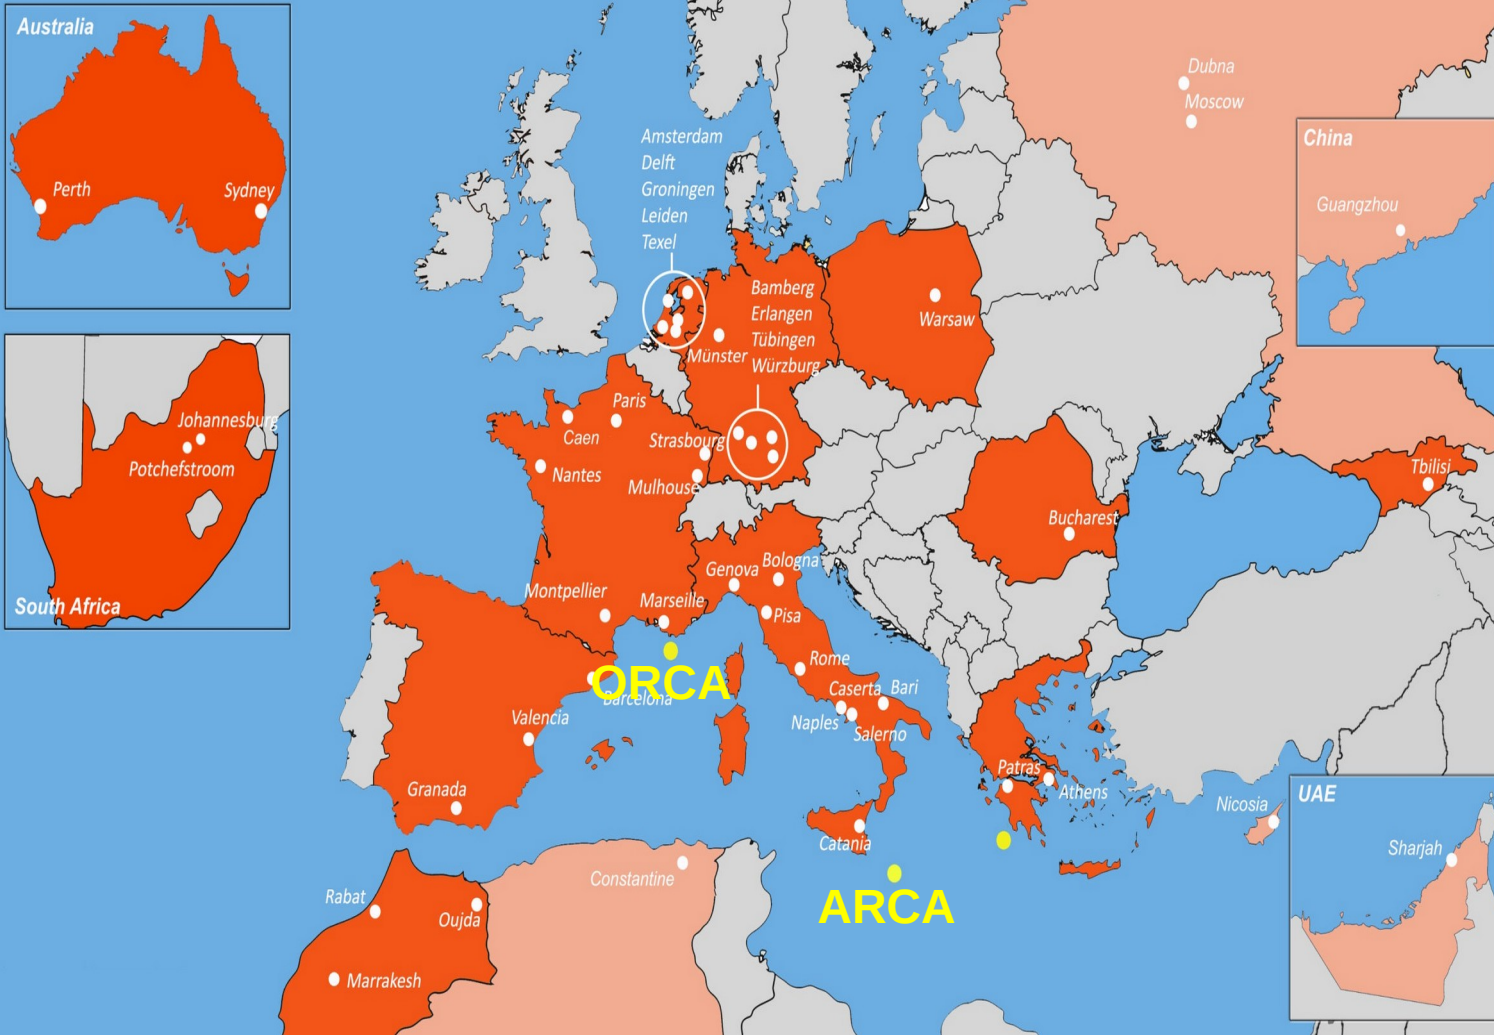 Australia
Perth
Sydney
South Africa
Johannesburg
Potchefstroom
Amsterdam
Delft
Groningen
Leiden
Texel
Bamberg
Erlangen
Tübingen
Würzburg
Münster
Warsaw
Dubna
Moscow
China
Guangzhou
Paris
Caen
Strasbourg
Nantes
Mulhouse
Bucharest
Tbilisi
Montpellier
Marseille
Genova
Bologna
Pisa
ORCA
Barcelona
Rome
Caserta
Bari
Naples
Salerno
Valencia
Granada
Catania
Patras
Athens
Nicosia
UAE
Sharjah
Constantine
Rabat
Oujda
Marrakesh
ARCA